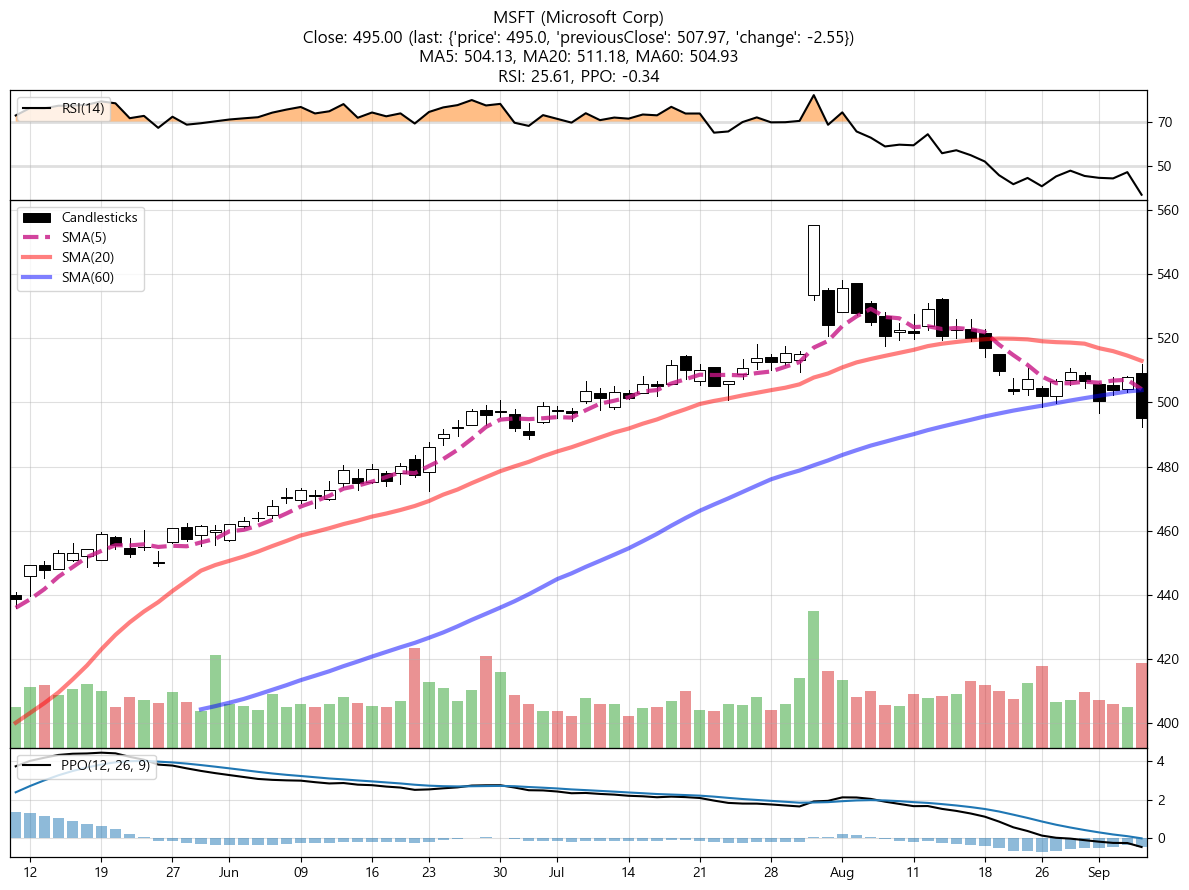 MSFT (Microsoft Corp)
Close: 495.00 (last: {'price': 495.0, 'previousClose': 507.97, 'change': -2.55})
MA5: 504.13, MA20: 511.18, MA60: 504.93
RSI: 25.61, PPO: -0.34
RSI(14)
70
50
Candlesticks
SMA(5)
SMA(20)
SMA(60)
560
540
520
500
480
460
440
420
400
PPO(12, 26, 9)
4
2
0
12 19 27 Jun 09 16 23 30 Jul 14 21 28 Aug 11 18 26 Sep